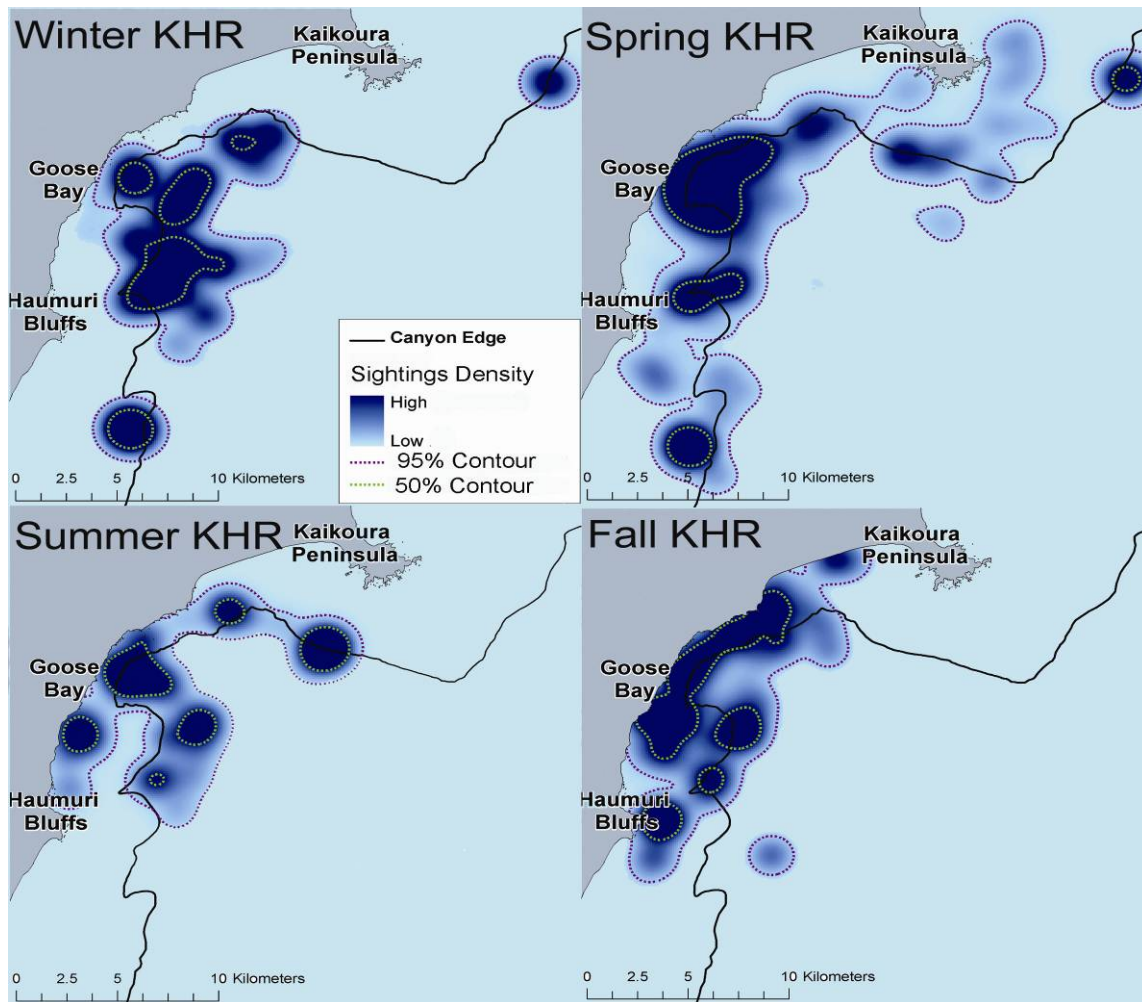 Winter KHR
Kaikoura
Peninsula
Goose
Bay
Haumuri
Bluffs
0 2.5 5 10 Kilometers
Canyon Edge
Sightings Density
High
Low
95% Contour
50% Contour
Spring KHR
Kaikoura
Peninsula
Goose
Bay
Haumuri
Bluffs
0 2.5 5 10 Kilometers
Summer KHR
Kaikoura
Peninsula
Goose
Bay
Haumuri
Bluffs
0 2.5 5 10 Kilometers
Fall KHR
Kaikoura
Peninsula
Goose
Bay
Haumuri
Bluffs
0 2.5 5 10 Kilometers